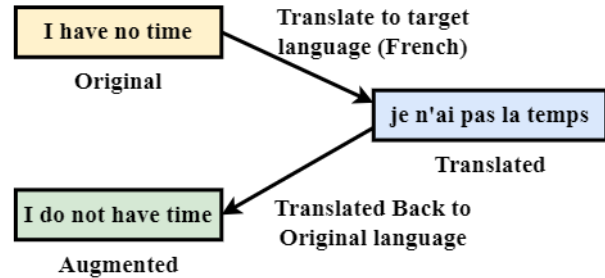 I have no time
Original
Translate to target
language (French)
je n'ai pas la temps
Translated
I do not have time
Augmented
Translated Back to
Original language